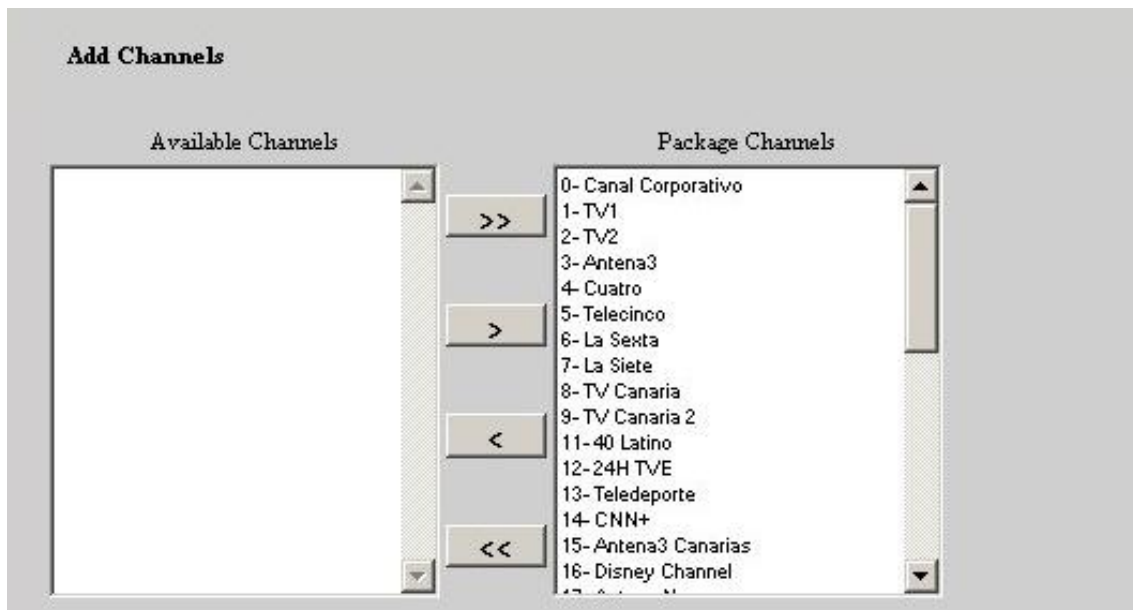 Add Channels
Available Channels
Package Channels
0- Canal Corporativo
1- TV1
2- TV2
3- Antena3
4- Cuatro
5- Telecinco
6- La Sexta
7- La Siete
8- TV Canaria
9- TV Canaria 2
11- 40 Latino
12- 24H TVE
13- Teledeporte
14- CNN+
15- Antena3 Canarias
16- Disney Channel
>>
>
<
<<